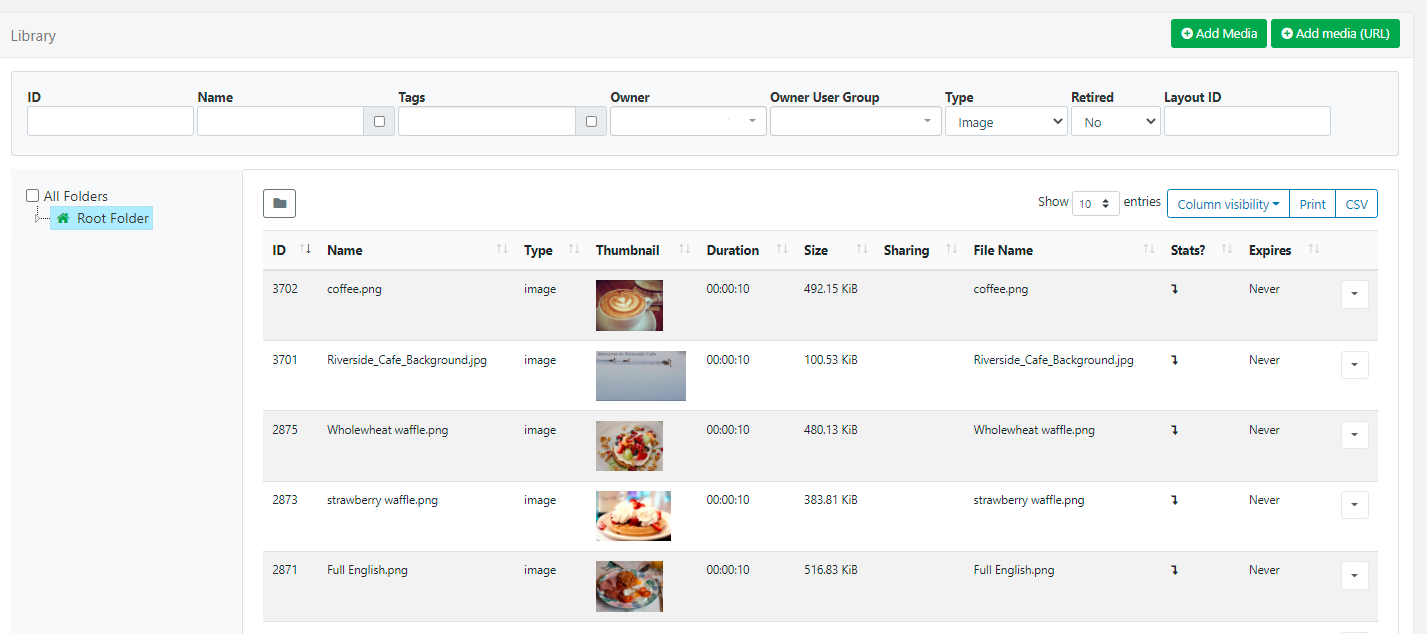 Library
Add Media
Add media (URL)
ID Name Tags Owner Owner User Group Type Retired Layout ID
Image No
All Folders
Root Folder
Show 10 entries Column visibility Print CSV
ID Name Type Thumbnail Duration Size Sharing File Name Stats? Expires
3702 coffee.png image 00:00:10 492.15 KiB coffee.png Never
3701 Riverside_Cafe_Background.jpg image 00:00:10 100.53 KiB Riverside_Cafe_Background.jpg Never
Welcome to Riverside Cafe
2875 Wholewheat waffle.png image 00:00:10 480.13 KiB Wholewheat waffle.png Never
2873 strawberry waffle.png image 00:00:10 383.81 KiB strawberry waffle.png Never
2871 Full English.png image 00:00:10 516.83 KiB Full English.png Never